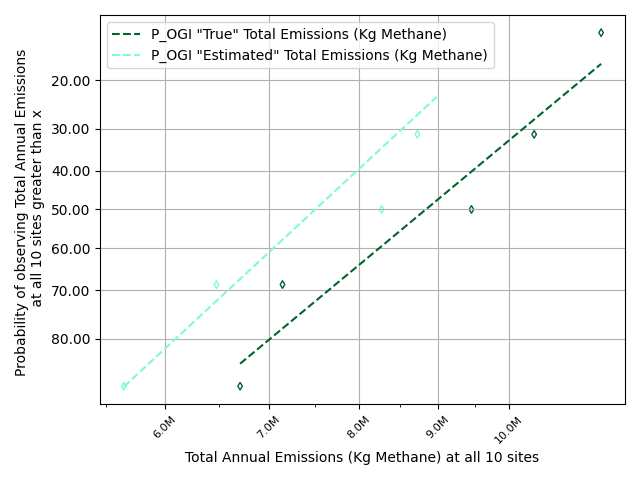 P_OGI "True" Total Emissions (Kg Methane)
P_OGI "Estimated" Total Emissions (Kg Methane)
Probability of observing Total Annual Emissions
at all 10 sites greater than x
20.00
30.00
40.00
50.00
60.00
70.00
80.00
6.0M
7.0M
8.0M
9.0M
10.0M
Total Annual Emissions (Kg Methane) at all 10 sites